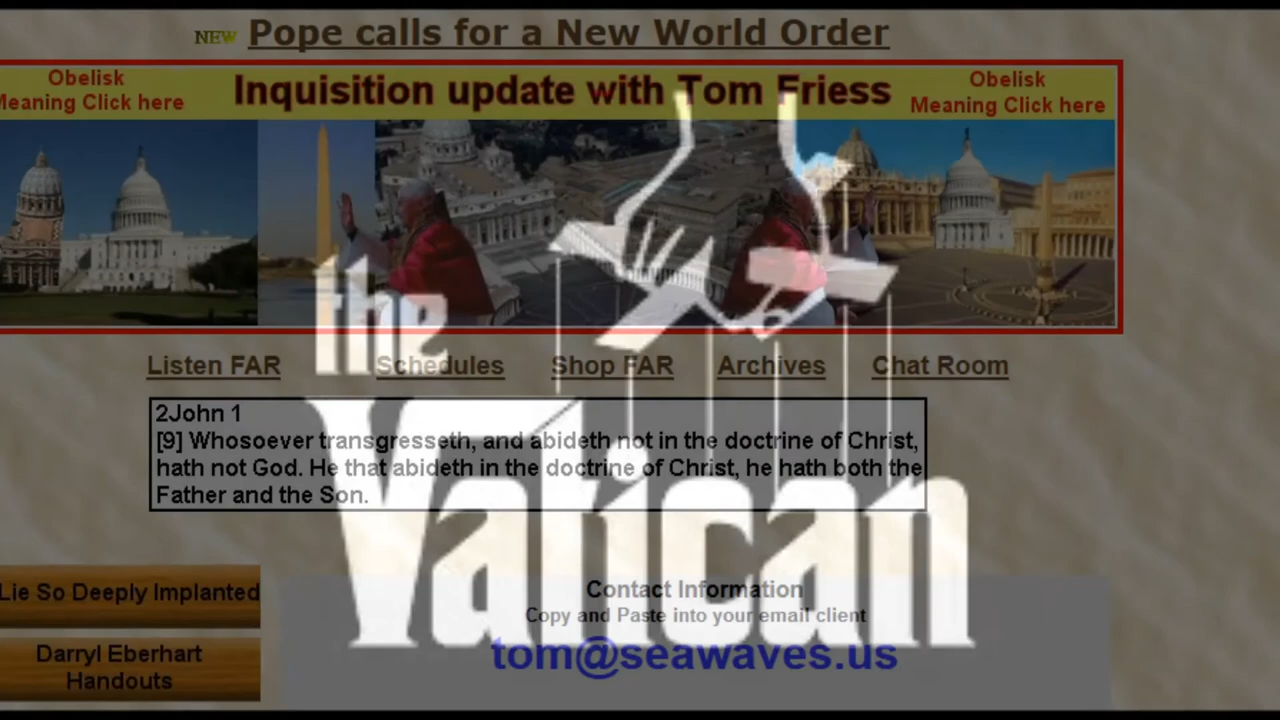 NEW Pope calls for a New World Order
Obelisk
Meaning Click here
Inquisition update with Tom Friess
Obelisk
Meaning Click here
the
Vatican
Listen FAR Schedules Shop FAR Archives Chat Room
2John 1
[9] Whosoever transgresseth, and abideth not in the doctrine of Christ,
hath not God. He that abideth in the doctrine of Christ, he hath both the
Father and the Son.
Lie So Deeply Implanted
Darryl Eberhart
Handouts
Contact Information
Copy and Paste into your email client
tom@seawaves.us